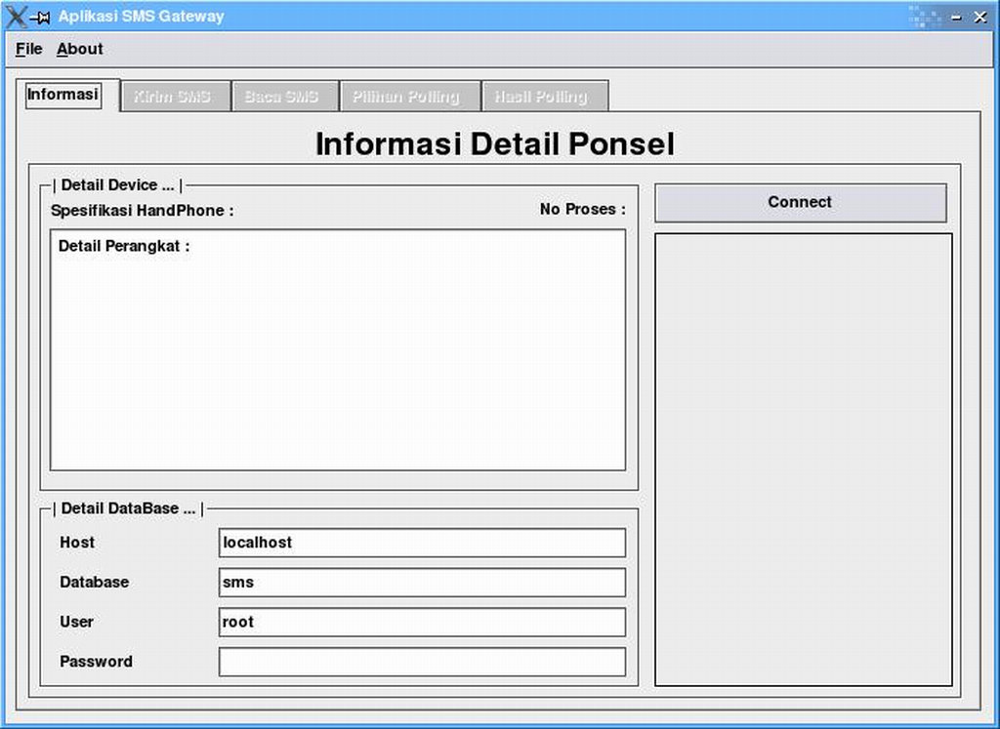 Aplikasi SMS Gateway
File About
Informasi Kirim SMS Baca SMS Pilihan Polling Hasil Polling
Informasi Detail Ponsel
| Detail Device ... |
Spesifikasi HandPhone : No Proses :
Connect
Detail Perangkat :
| Detail DataBase ... |
Host localhost
Database sms
User root
Password